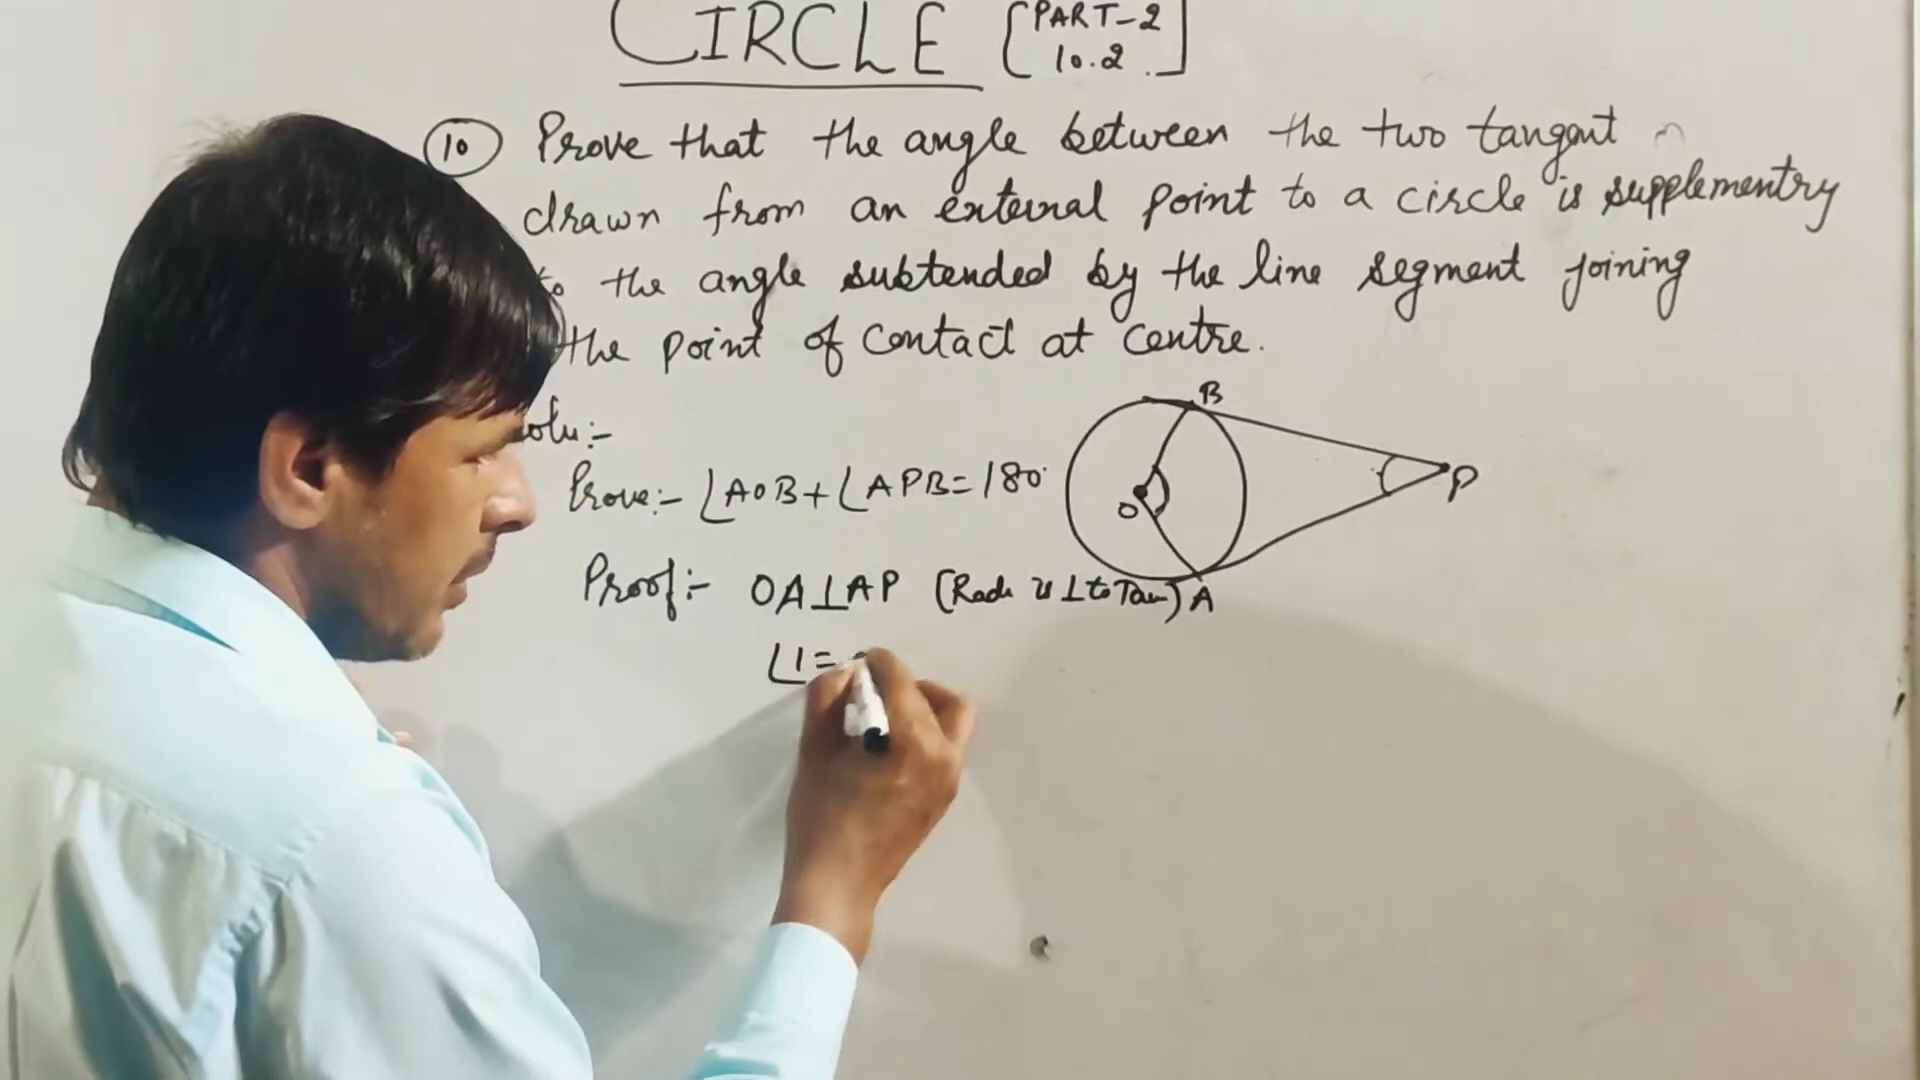 CIRCLE [PART-2
10.2]
10 Prove that the angle between the two tangent
drawn from an external point to a circle is supplementry
to the angle subtended by the line segment joining
the point of contact at centre.
Solu:-
Prove:- ∠AOB + ∠APB = 180°
Proof:- OA⊥AP (Radi is ⊥ to Tan)
∠1=
B
O
P
A